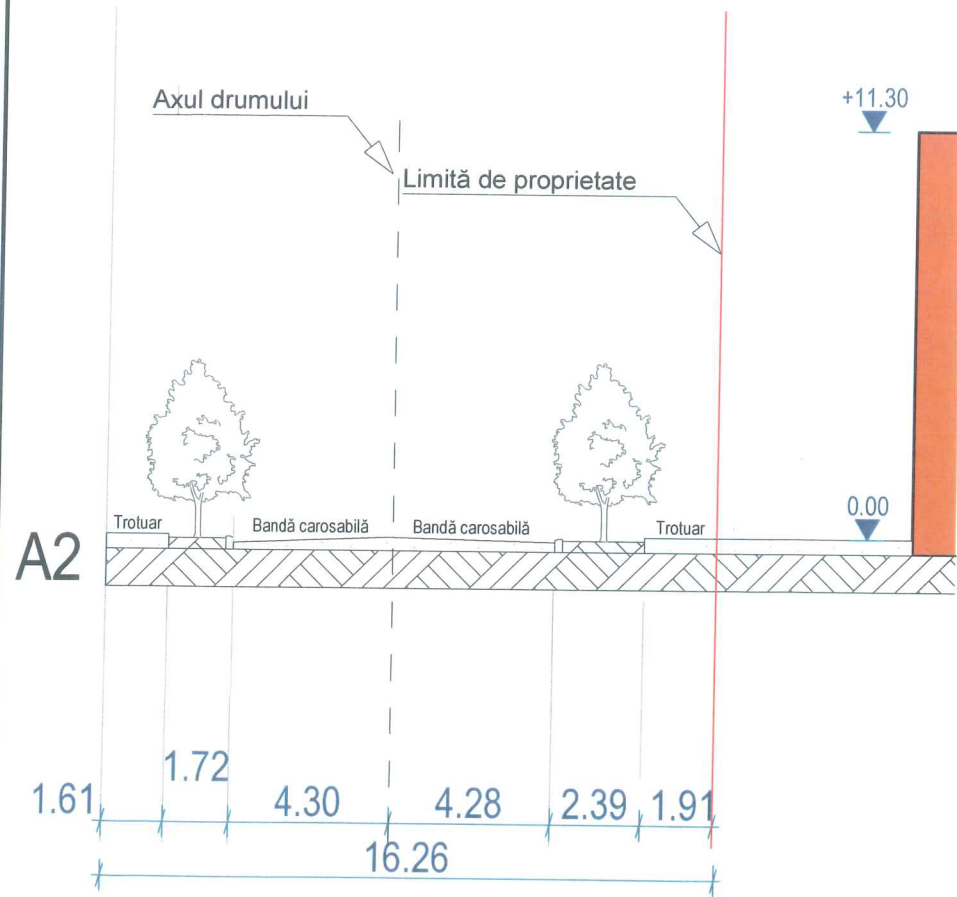 Axul drumului
+11.30
Limită de proprietate
0.00
Trotuar
Bandă carosabilă
Bandă carosabilă
Trotuar
A2
1.72
1.61
4.30
4.28
2.39
1.91
16.26